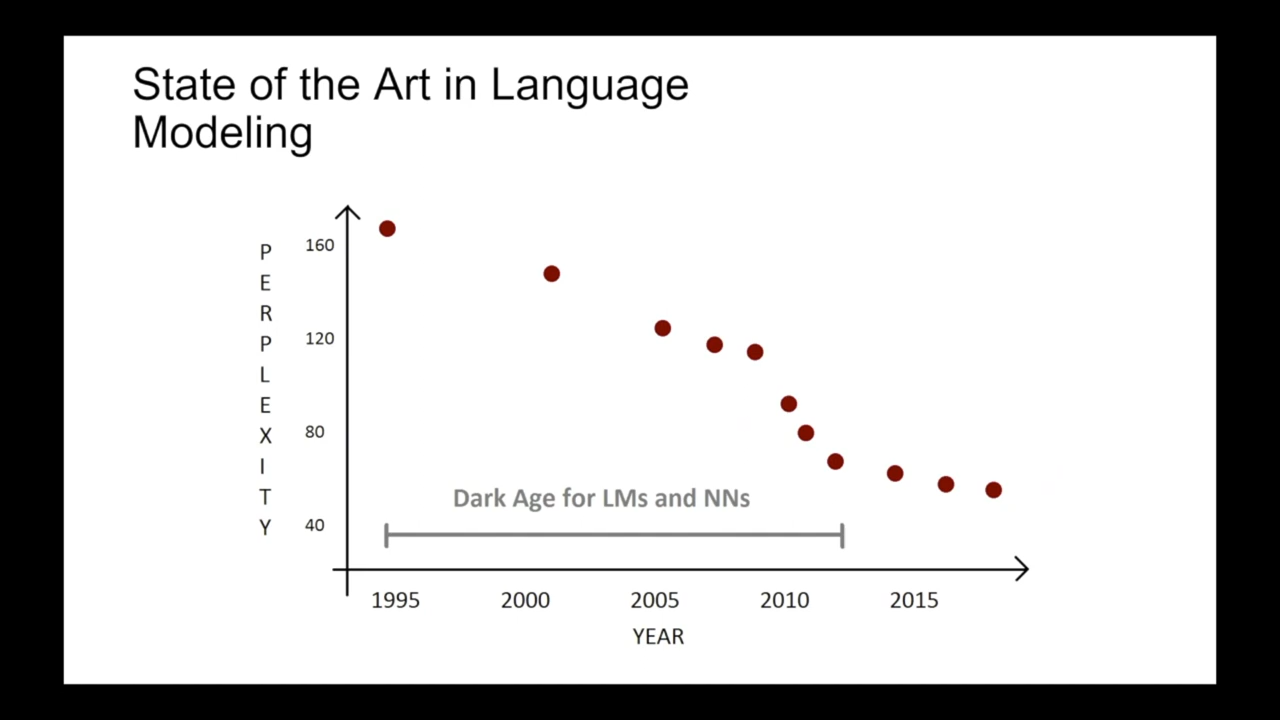 State of the Art in Language
Modeling
PERPLEXITY
160
120
80
40
Dark Age for LMs and NNs
1995 2000 2005 2010 2015
YEAR